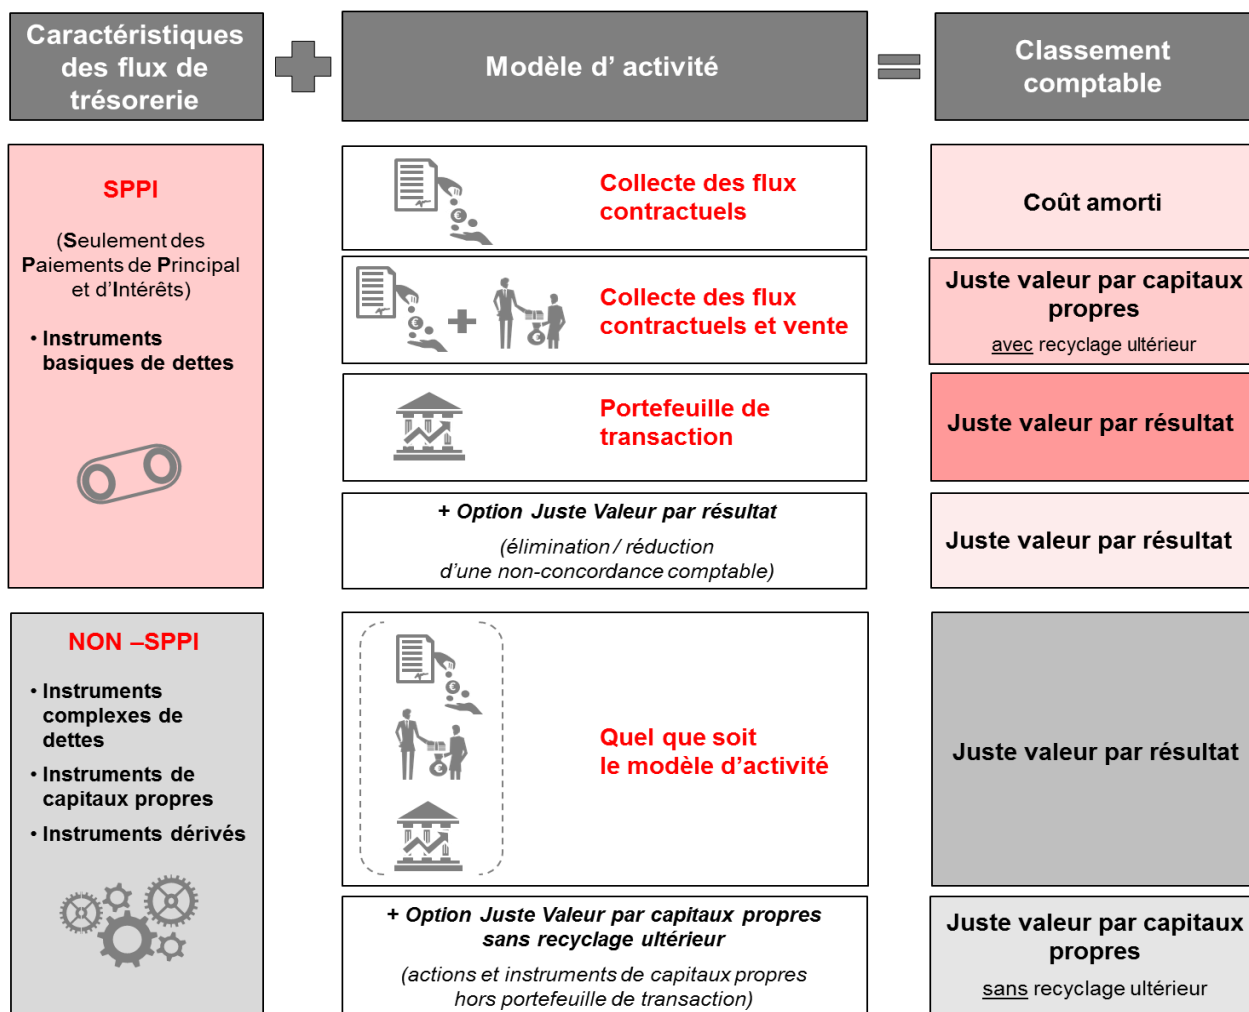 Caractéristiques
des flux de
trésorerie
Modèle d’ activité
Classement
comptable
SPPI
(Seulement des
Paiements de Principal
et d’Intérêts)
• Instruments
basiques de dettes
Collecte des flux
contractuels
Coût amorti
Collecte des flux
contractuels et vente
Juste valeur par capitaux
propres
avec recyclage ultérieur
Portefeuille de
transaction
Juste valeur par résultat
+ Option Juste Valeur par résultat
(élimination / réduction
d’une non-concordance comptable)
Juste valeur par résultat
NON –SPPI
• Instruments
complexes de
dettes
• Instruments de
capitaux propres
• Instruments dérivés
Quel que soit
le modèle d’activité
Juste valeur par résultat
+ Option Juste Valeur par capitaux propres
sans recyclage ultérieur
(actions et instruments de capitaux propres
hors portefeuille de transaction)
Juste valeur par capitaux
propres
sans recyclage ultérieur